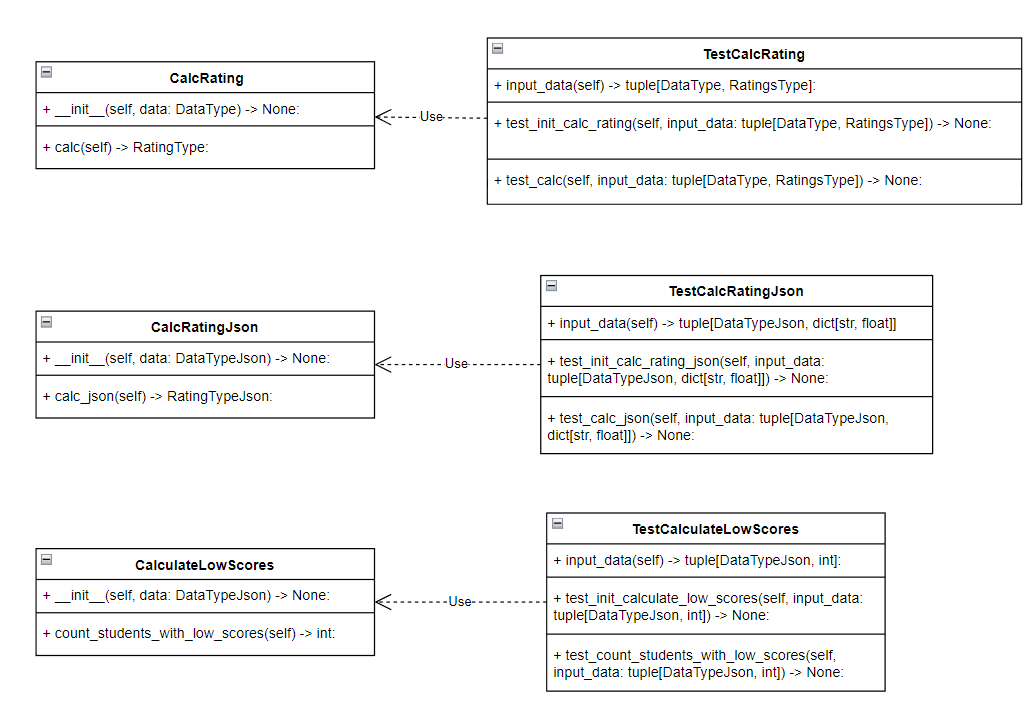 CalcRating
+ __init__(self, data: DataType) -> None:
+ calc(self) -> RatingType:
Use
TestCalcRating
+ input_data(self) -> tuple[DataType, RatingsType]:
+ test_init_calc_rating(self, input_data: tuple[DataType, RatingsType]) -> None:
+ test_calc(self, input_data: tuple[DataType, RatingsType]) -> None:
CalcRatingJson
+ __init__(self, data: DataTypeJson) -> None:
+ calc_json(self) -> RatingTypeJson:
Use
TestCalcRatingJson
+ input_data(self) -> tuple[DataTypeJson, dict[str, float]]
+ test_init_calc_rating_json(self, input_data:
tuple[DataTypeJson, dict[str, float]]) -> None:
+ test_calc_json(self, input_data: tuple[DataTypeJson,
dict[str, float]]) -> None:
CalculateLowScores
+ __init__(self, data: DataTypeJson) -> None:
+ count_students_with_low_scores(self) -> int:
Use
TestCalculateLowScores
+ input_data(self) -> tuple[DataTypeJson, int]:
+ test_init_calculate_low_scores(self, input_data:
tuple[DataTypeJson, int]) -> None:
+ test_count_students_with_low_scores(self,
input_data: tuple[DataTypeJson, int]) -> None: